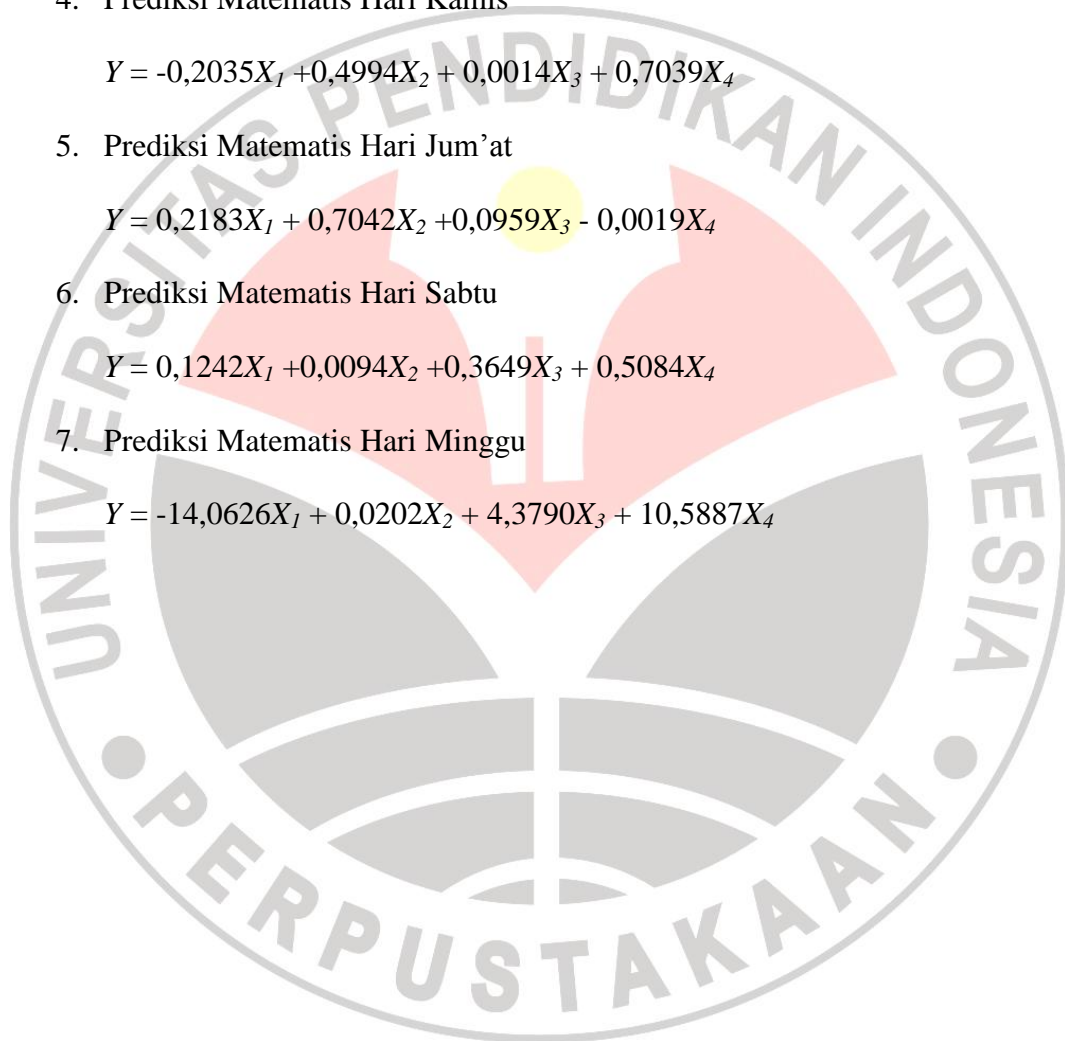 4. Prediksi Matematis Hari Kamis
Y = -0,2035X1 +0,4994X2 + 0,0014X3 + 0,7039X4
5. Prediksi Matematis Hari Jum’at
Y = 0,2183X1 + 0,7042X2 +0,0959X3 - 0,0019X4
6. Prediksi Matematis Hari Sabtu
Y = 0,1242X1 +0,0094X2 +0,3649X3 + 0,5084X4
7. Prediksi Matematis Hari Minggu
Y = -14,0626X1 + 0,0202X2 + 4,3790X3 + 10,5887X4
UNIVERSITAS PENDIDIKAN INDONESIA
PERPUSTAKAAN